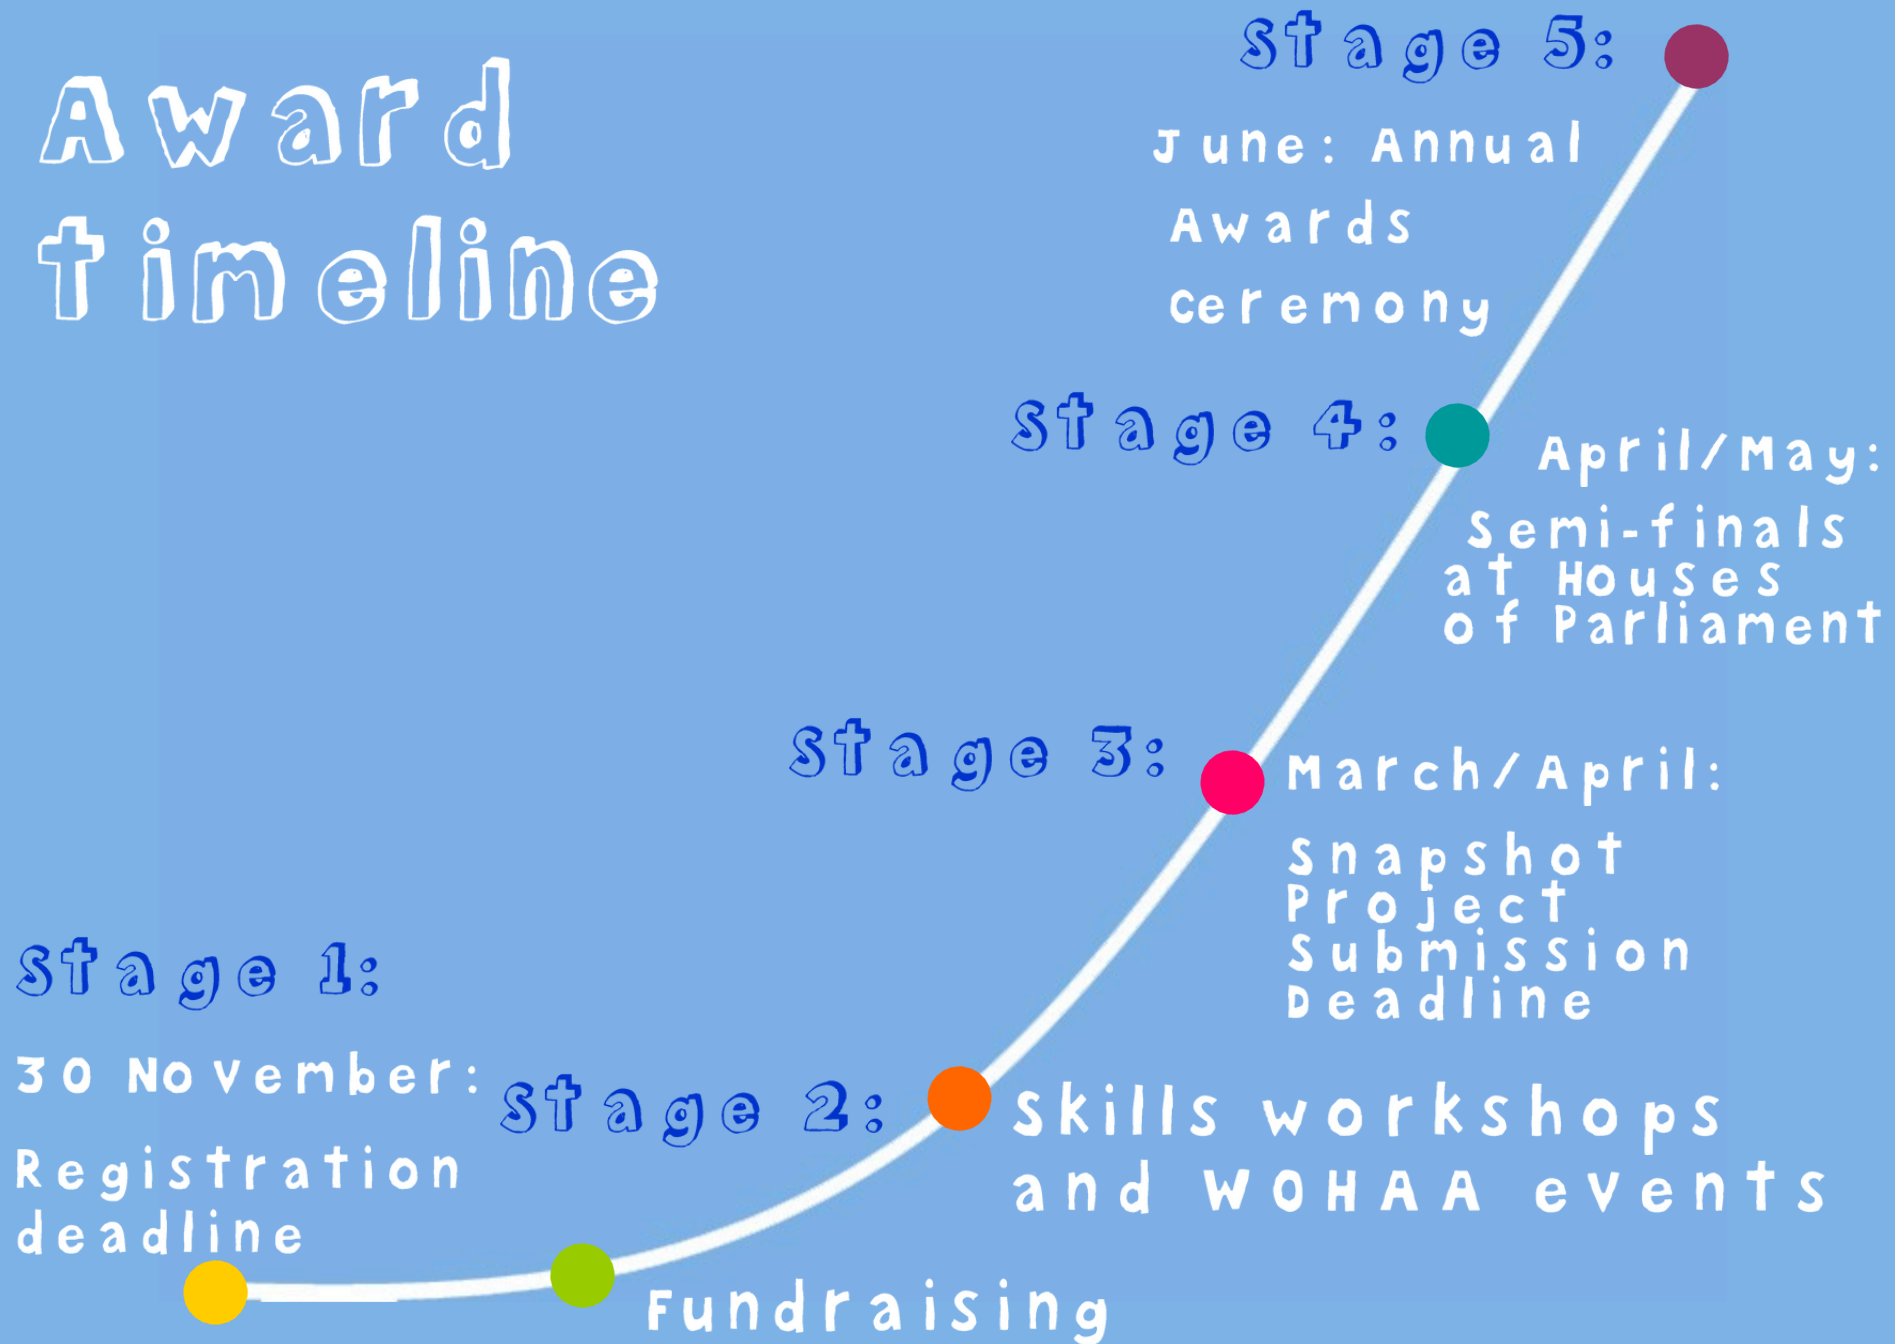 Award
timeline
Stage 5:
June: Annual
Awards
Ceremony
Stage 4:
April/May:
Semi-finals
at Houses
of Parliament
Stage 3:
March/April:
Snapshot
Project
Submission
Deadline
Stage 1:
30 November:
Registration
deadline
Stage 2:
Skills workshops
and WOHAA events
Fundraising